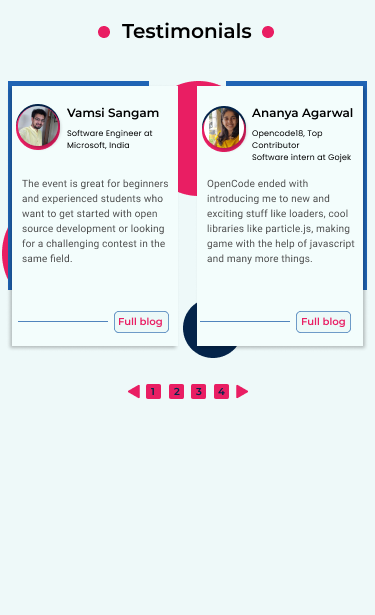 Testimonials
Vamsi Sangam
Software Engineer at
Microsoft, India
The event is great for beginners
and experienced students who
want to get started with open
source development or looking
for a challenging contest in the
same field.
Full blog
Ananya Agarwal
Opencode18, Top
Contributor
Software intern at Gojek
OpenCode ended with
introducing me to new and
exciting stuff like loaders, cool
libraries like particle.js, making
game with the help of javascript
and many more things.
Full blog
1 2 3 4